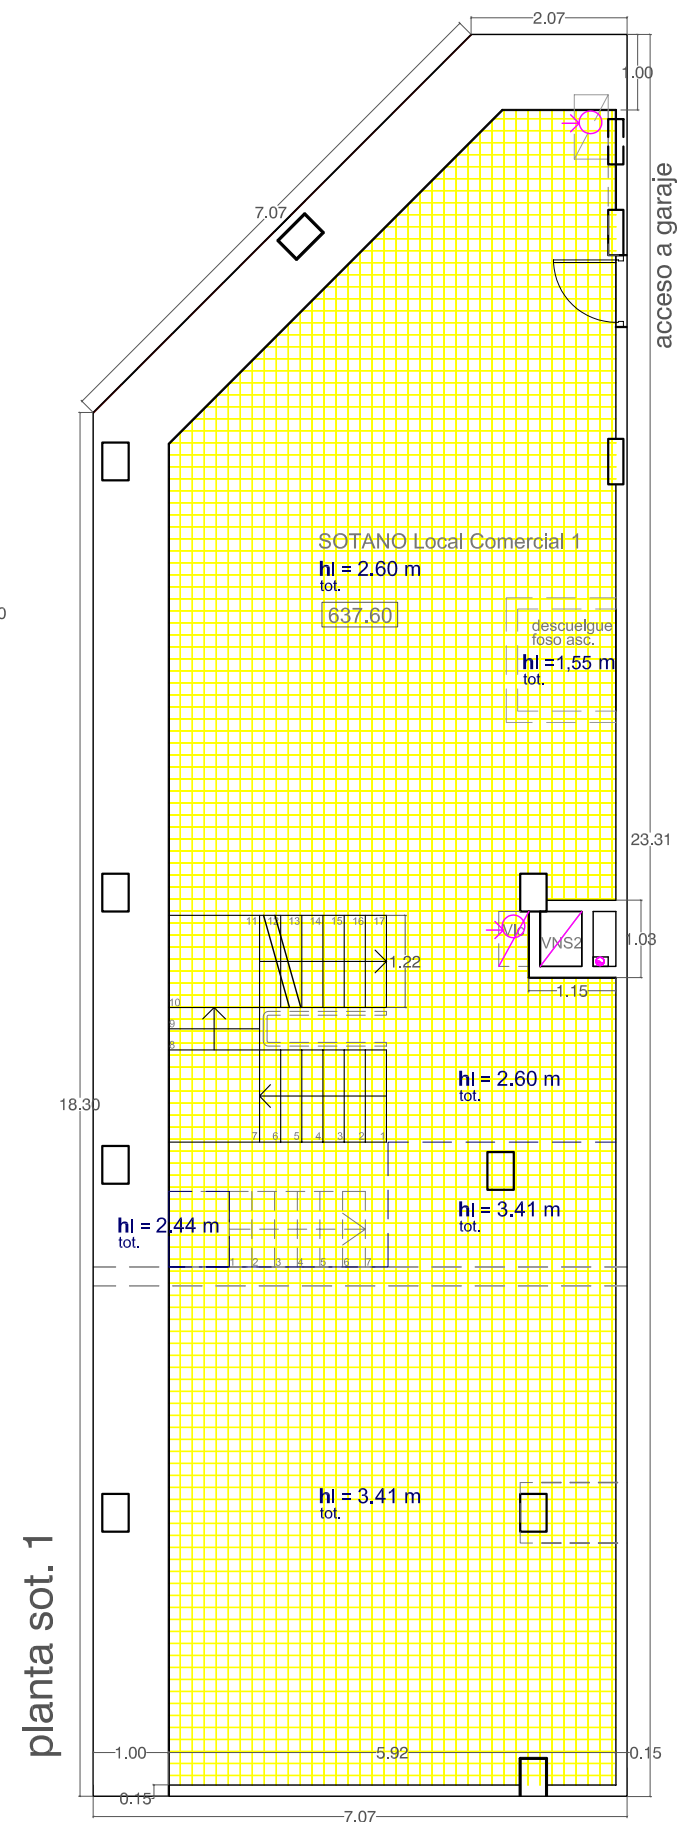 2.07
1.00
7.07
acceso a garaje
SOTANO Local Comercial 1
hl = 2.60 m
tot.
637.60
descuelgue
foso asc.
hl =1,55 m
tot.
0
23.31
11 12 13 14 15 16 17
1.22
VNS2
1.03
1.15
10
9
8
7 6 5 4 3 2 1
hl = 2.60 m
tot.
18.30
hl = 3.41 m
tot.
hl = 2.44 m
tot.
1 2 3 4 5 6 7
hl = 3.41 m
tot.
planta sot. 1
1.00
5.92
0.15
0.15
7.07